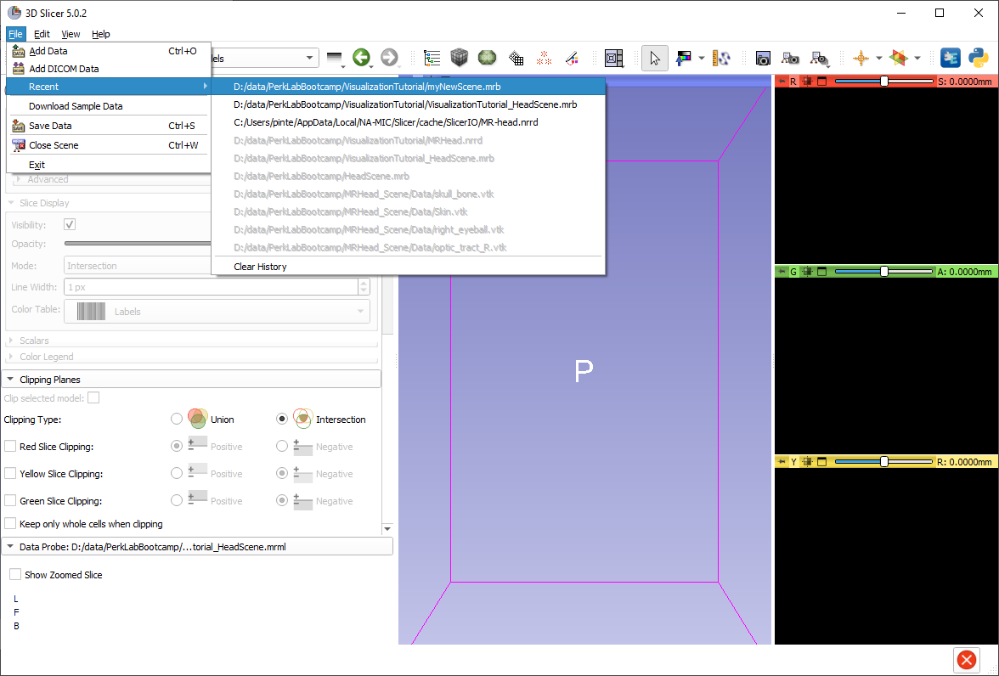 3D Slicer 5.0.2
File Edit View Help
Add Data Ctrl+O
Add DICOM Data
Recent
Download Sample Data
Save Data Ctrl+S
Close Scene Ctrl+W
Exit
D:/data/PerkLabBootcamp/VisualizationTutorial/myNewScene.mrb
D:/data/PerkLabBootcamp/VisualizationTutorial/VisualizationTutorial_HeadScene.mrb
C:/Users/pinte/AppData/Local/NA-MIC/Slicer/cache/SlicerIO/MR-head.nrrd
D:/data/PerkLabBootcamp/VisualizationTutorial/MRHead.nrrd
D:/data/PerkLabBootcamp/VisualizationTutorial_HeadScene.mrb
D:/data/PerkLabBootcamp/HeadScene.mrb
D:/data/PerkLabBootcamp/MRHead_Scene/Data/skull_bone.vtk
D:/data/PerkLabBootcamp/MRHead_Scene/Data/Skin.vtk
D:/data/PerkLabBootcamp/MRHead_Scene/Data/right_eyeball.vtk
D:/data/PerkLabBootcamp/MRHead_Scene/Data/optic_tract_R.vtk
Clear History
Advanced
Slice Display
Visibility:
Opacity:
Mode: Intersection
Line Width: 1 px
Color Table: Labels
Scalars
Color Legend
Clipping Planes
Clip selected model:
Clipping Type: Union Intersection
Red Slice Clipping: Positive Negative
Yellow Slice Clipping: Positive Negative
Green Slice Clipping: Positive Negative
Keep only whole cells when clipping
Data Probe: D:/data/PerkLabBootcamp/...torial_HeadScene.mrml
Show Zoomed Slice
L
F
B
P
R S: 0.0000mm
G A: 0.0000mm
Y R: 0.0000mm